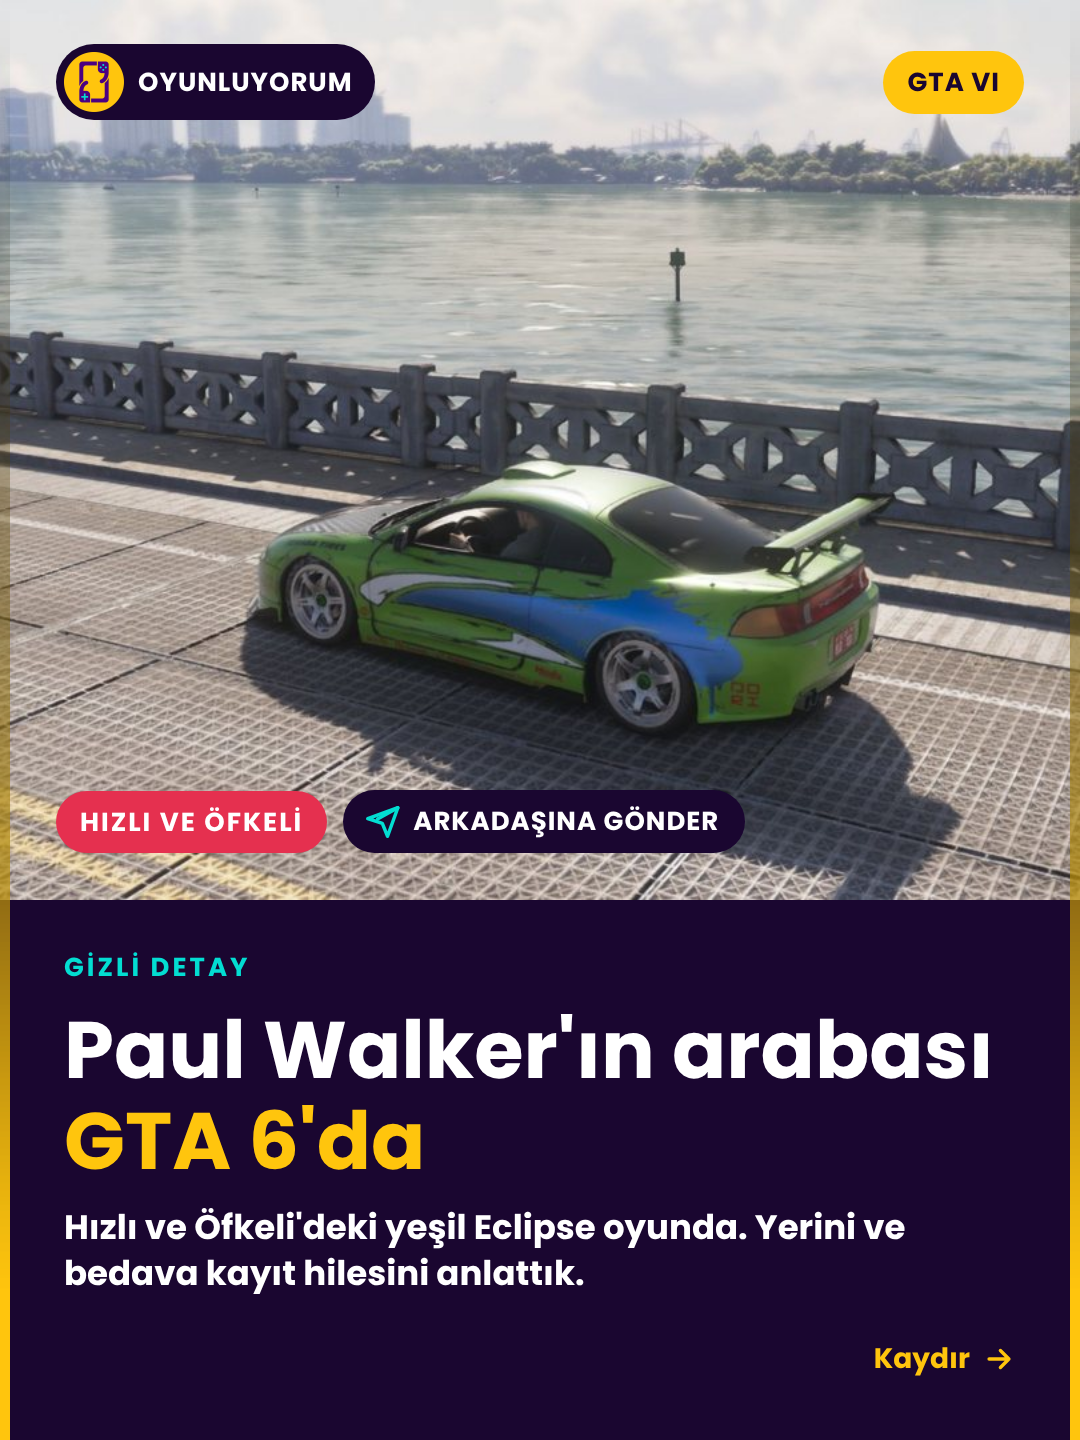 OYUNLUYORUM
GTA VI
HIZLI VE ÖFKELİ
ARKADAŞINA GÖNDER
GİZLİ DETAY
Paul Walker'ın arabası
GTA 6'da
Hızlı ve Öfkeli'deki yeşil Eclipse oyunda. Yerini ve
bedava kayıt hilesini anlattık.
Kaydır →